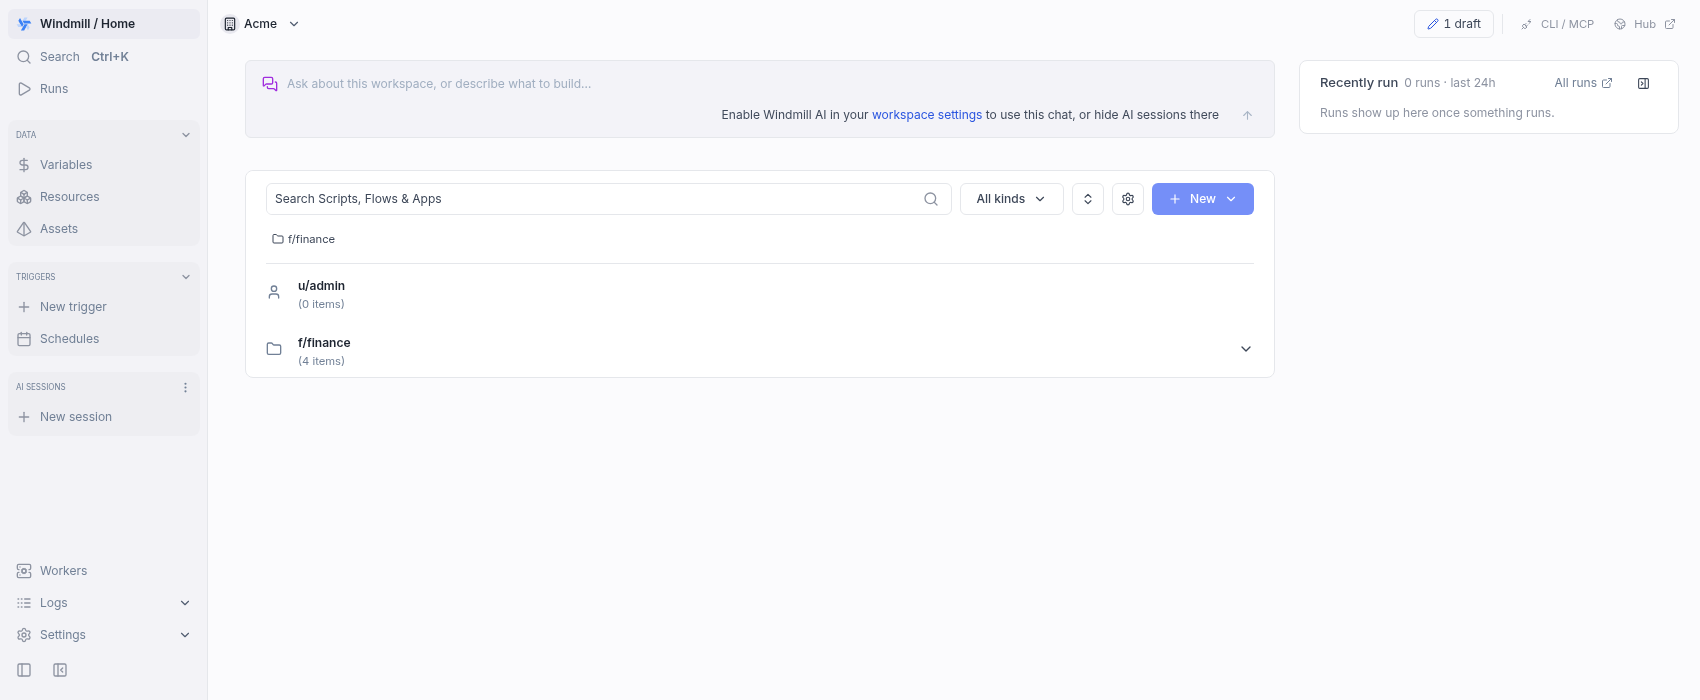 Windmill / Home
Search Ctrl+K
Runs
DATA
Variables
Resources
Assets
TRIGGERS
New trigger
Schedules
AI SESSIONS
New session
Workers
Logs
Settings
Acme
1 draft
CLI / MCP
Hub
Ask about this workspace, or describe what to build...
Enable Windmill AI in your workspace settings to use this chat, or hide AI sessions there
Recently run 0 runs · last 24h All runs
Runs show up here once something runs.
Search Scripts, Flows & Apps
All kinds
New
f/finance
u/admin
(0 items)
f/finance
(4 items)